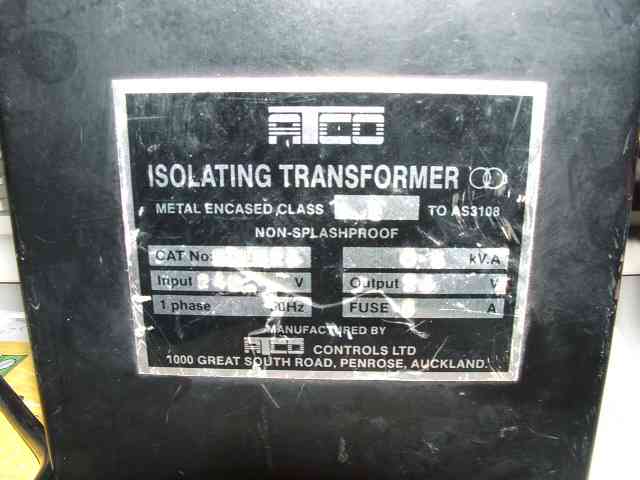 ATCO
ISOLATING TRANSFORMER
METAL ENCASED CLASS TO AS3108
NON-SPLASHPROOF
CAT No: kV.A
Input V Output V
1 phase 50Hz FUSE A
MANUFACTURED BY
ATCO CONTROLS LTD
1000 GREAT SOUTH ROAD, PENROSE, AUCKLAND.